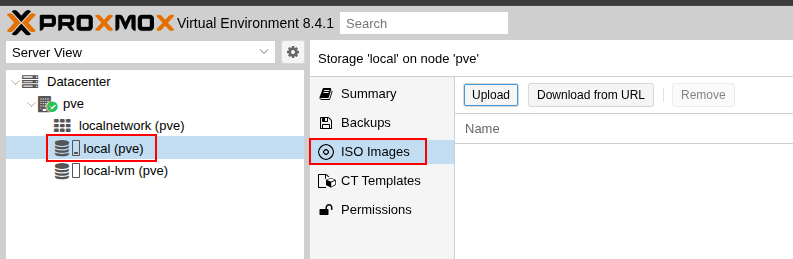 PROXMOX Virtual Environment 8.4.1 Search
Server View
Storage 'local' on node 'pve'
Datacenter
pve
localnetwork (pve)
local (pve)
local-lvm (pve)
Summary
Backups
ISO Images
CT Templates
Permissions
Upload Download from URL Remove
Name